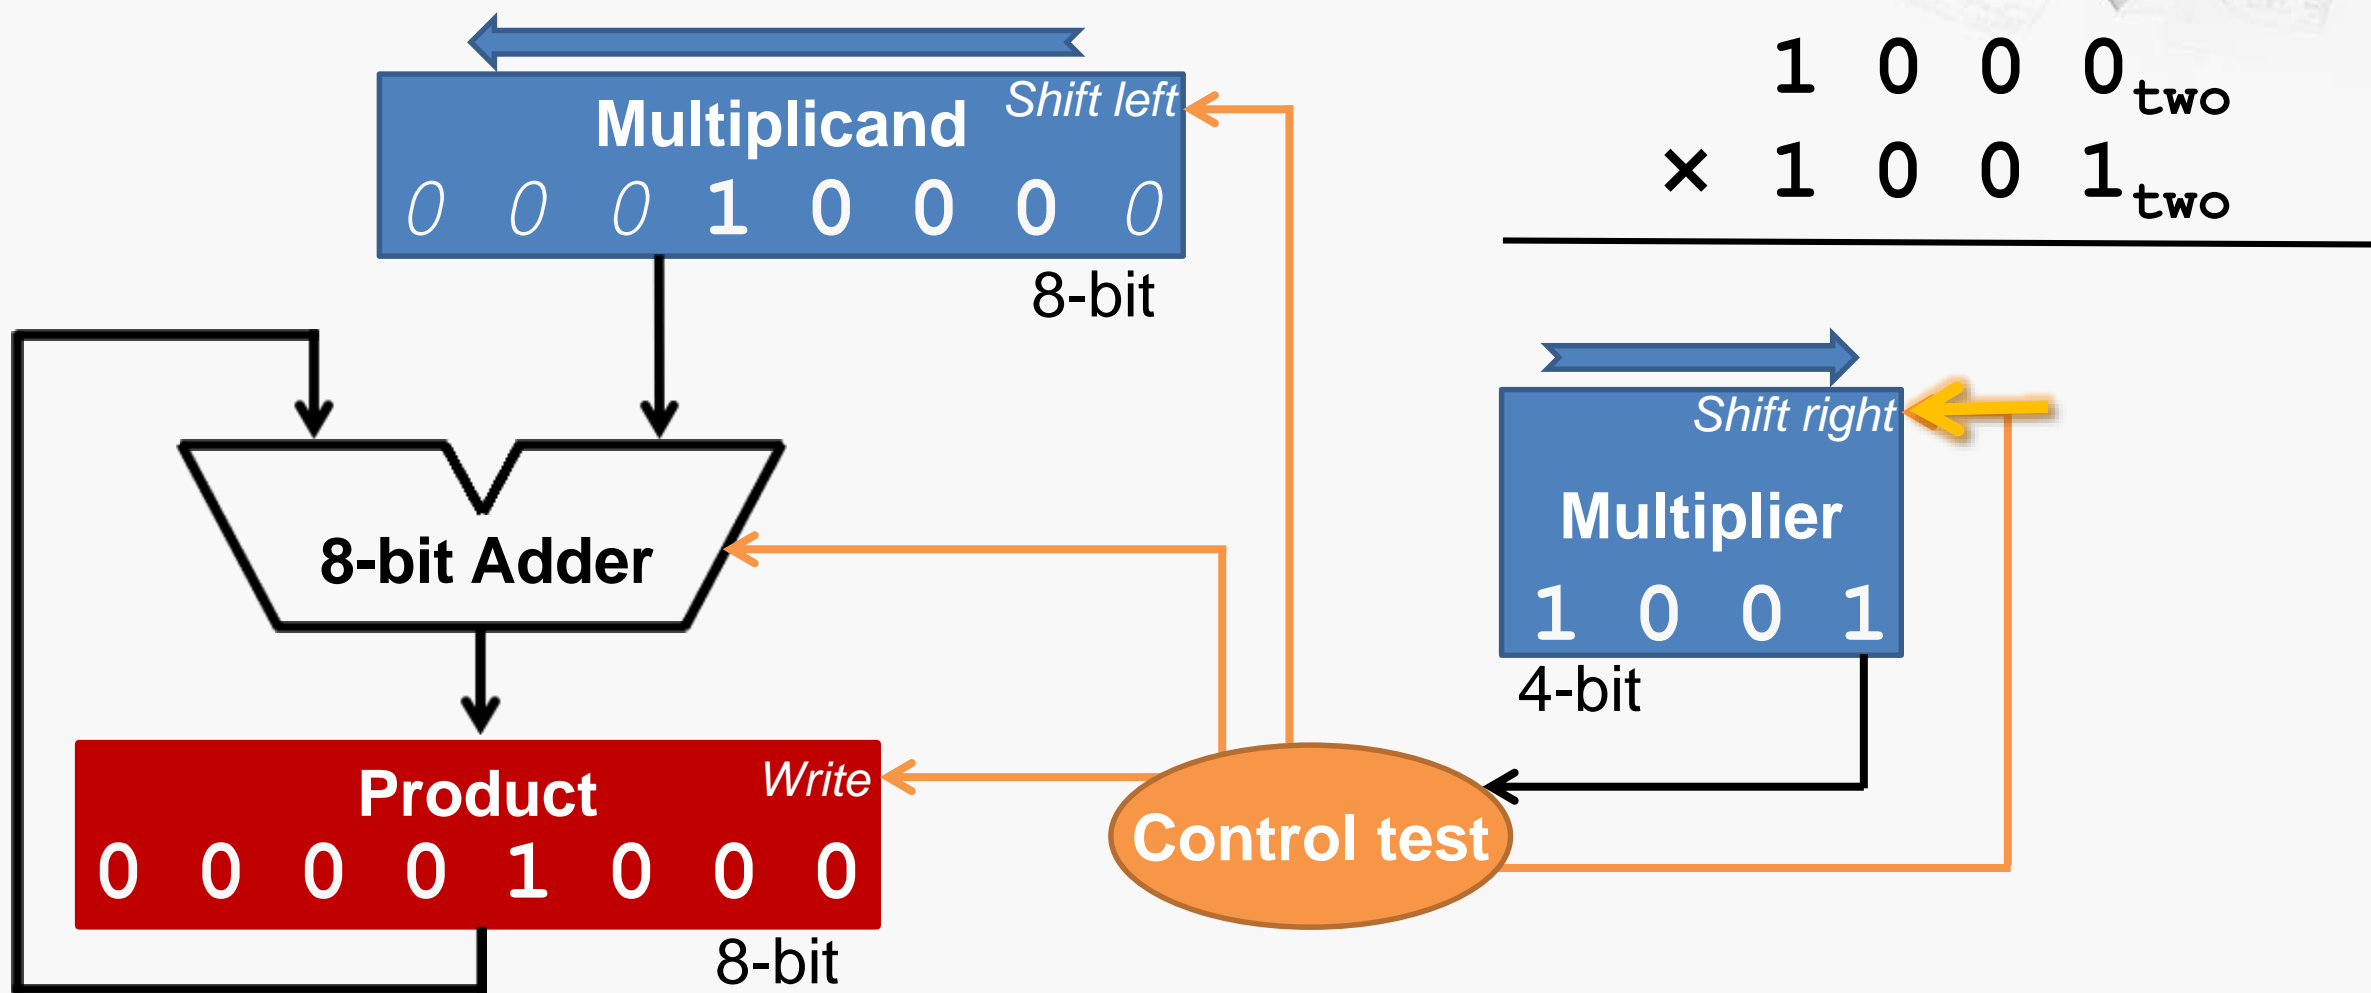 Shift left
Multiplicand
0 0 0 1 0 0 0 0
8-bit
1 0 0 0two
× 1 0 0 1two
Shift right
Multiplier
1 0 0 1
4-bit
8-bit Adder
Write
Product
0 0 0 0 1 0 0 0
8-bit
Control test